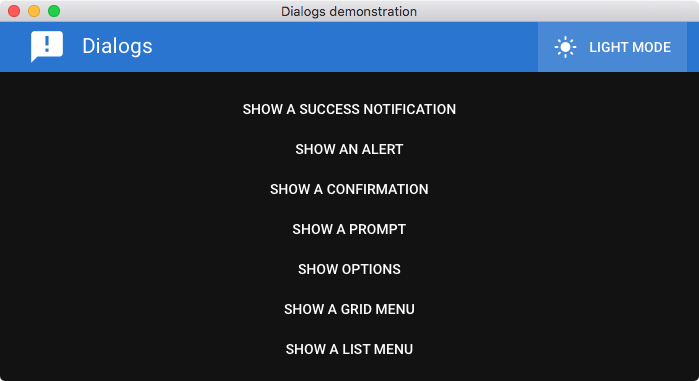 Dialogs demonstration
Dialogs
LIGHT MODE
SHOW A SUCCESS NOTIFICATION
SHOW AN ALERT
SHOW A CONFIRMATION
SHOW A PROMPT
SHOW OPTIONS
SHOW A GRID MENU
SHOW A LIST MENU